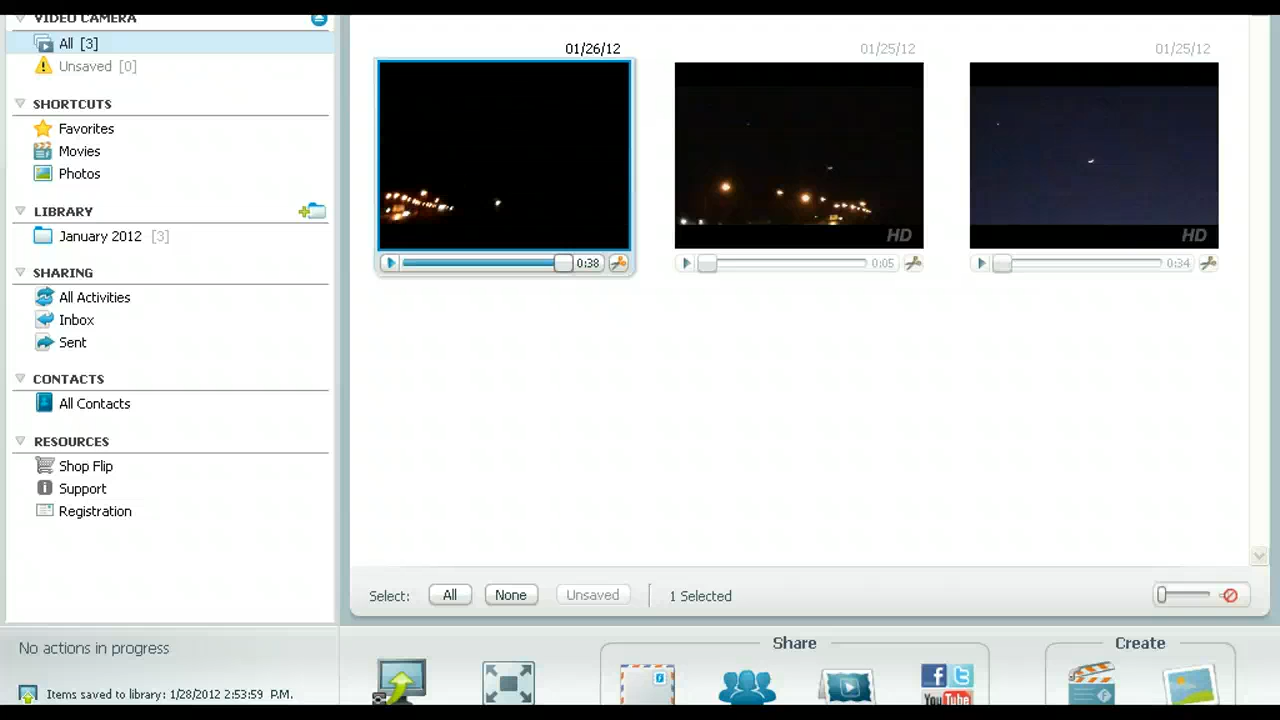 VIDEO CAMERA
All [3]
Unsaved [0]
SHORTCUTS
Favorites
Movies
Photos
LIBRARY
January 2012 [3]
SHARING
All Activities
Inbox
Sent
CONTACTS
All Contacts
RESOURCES
Shop Flip
Support
Registration
01/26/12
01/25/12
01/25/12
HD
HD
0:38
0:05
0:34
Select:
All
None
Unsaved
1 Selected
No actions in progress
Items saved to library: 1/28/2012 2:53:59 P.M.
Share
Create
You Tube